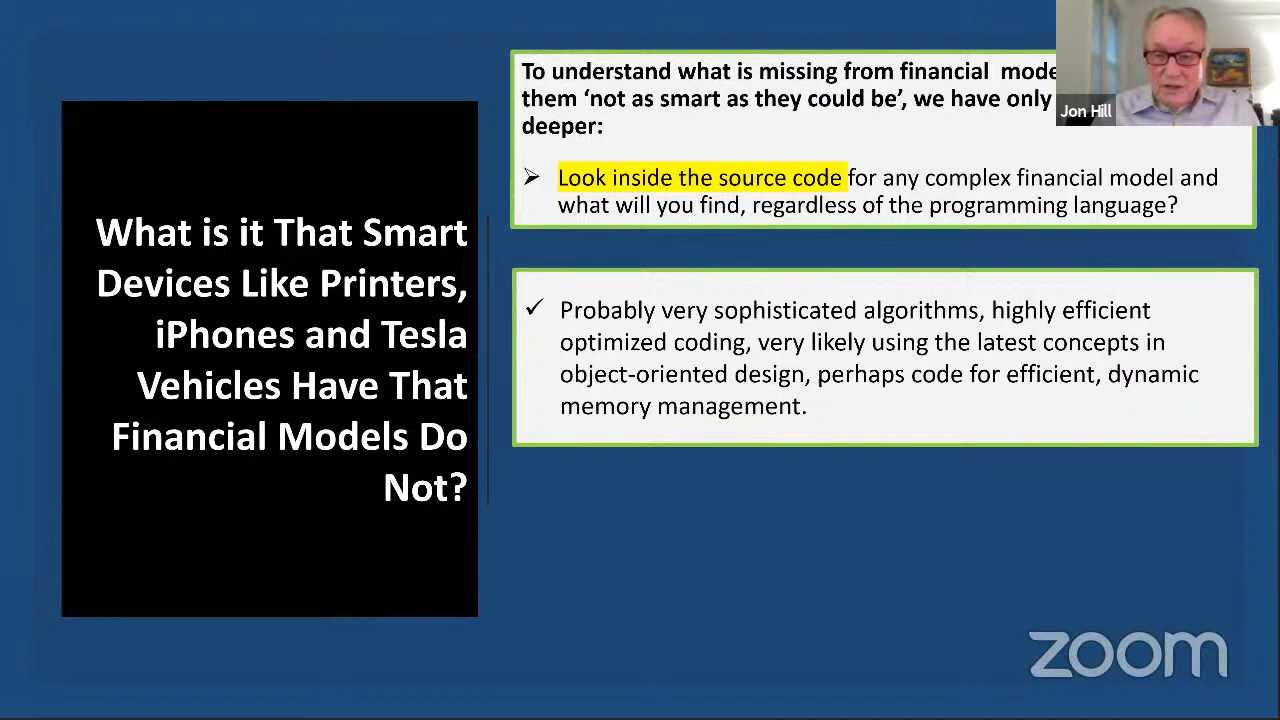 What is it That Smart
Devices Like Printers,
iPhones and Tesla
Vehicles Have That
Financial Models Do
Not?
To understand what is missing from financial
them ‘not as smart as they could be’, we have only
deeper:
➢ Look inside the source code for any complex financial model and
what will you find, regardless of the programming language?
✓ Probably very sophisticated algorithms, highly efficient
optimized coding, very likely using the latest concepts in
object-oriented design, perhaps code for efficient, dynamic
memory management.
Jon Hill
zoom